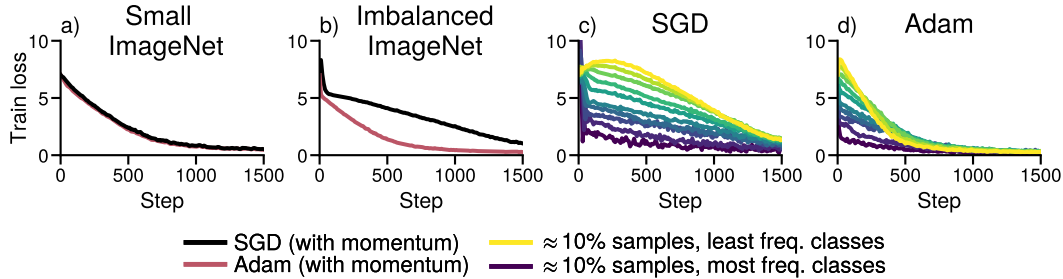 a) Small ImageNet
b) Imbalanced ImageNet
c) SGD
d) Adam
Train loss
10
5
0
0 500 1000 1500
Step
10
5
0
0 500 1000 1500
Step
10
5
0
0 500 1000 1500
Step
10
5
0
0 500 1000 1500
Step
SGD (with momentum)
Adam (with momentum)
≈10% samples, least freq. classes
≈10% samples, most freq. classes